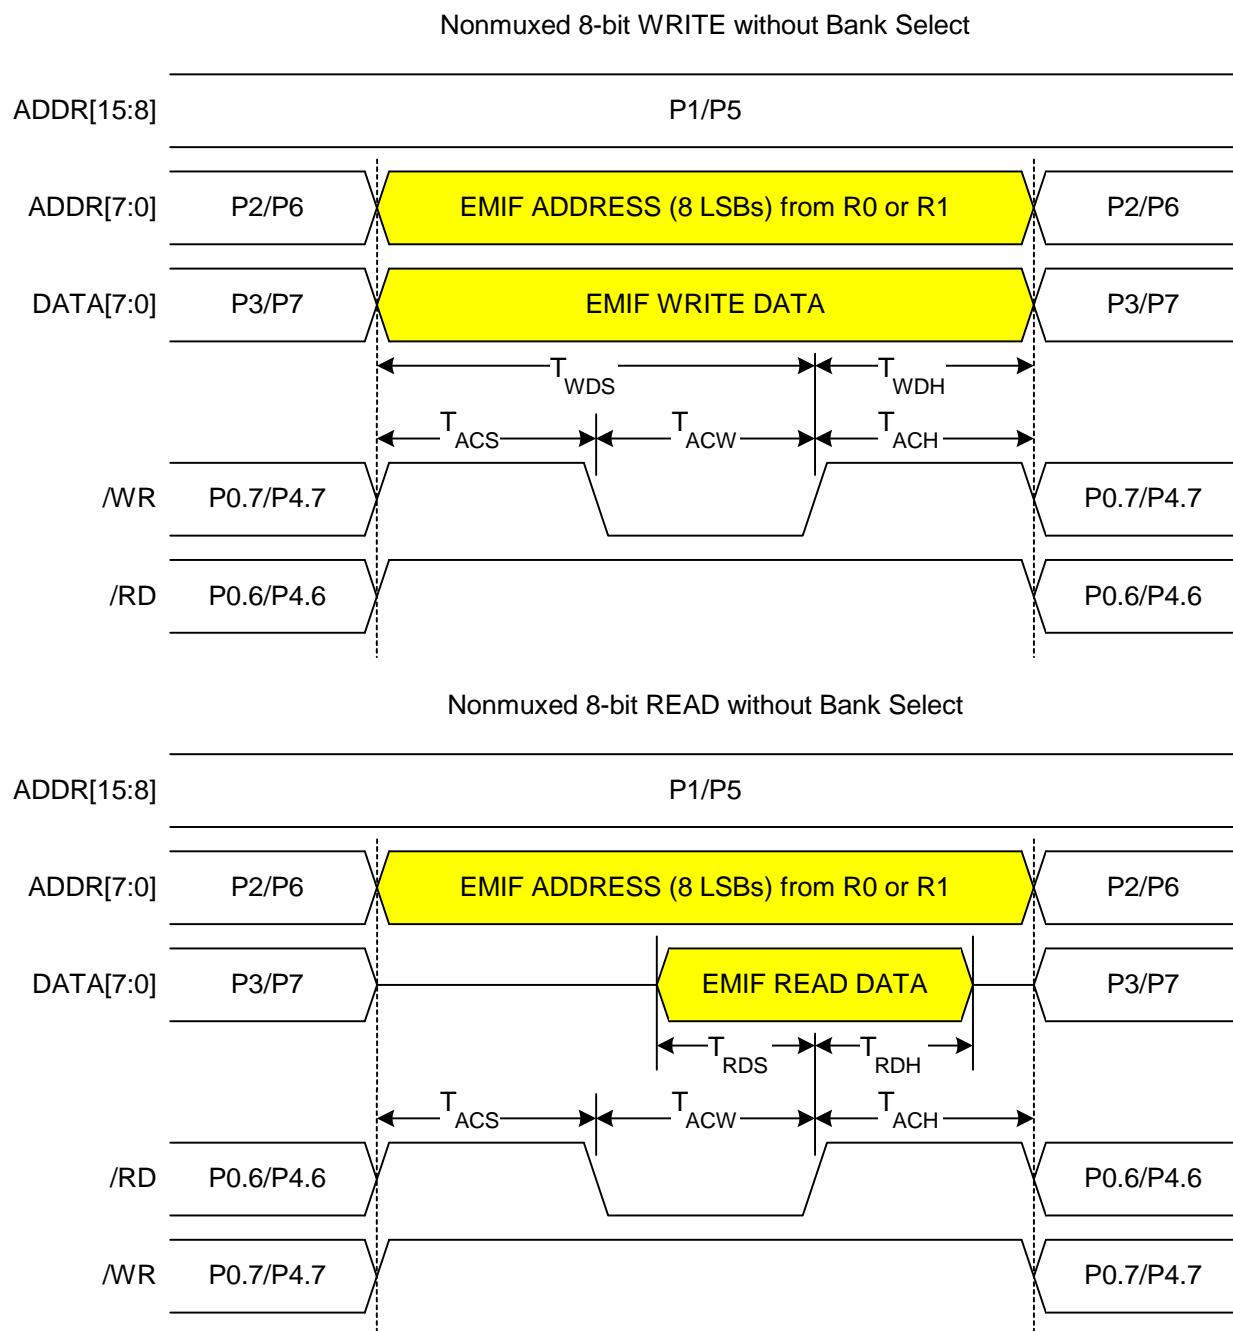 Nonmuxed 8-bit WRITE without Bank Select
ADDR[15:8] P1/P5
ADDR[7:0] P2/P6 EMIF ADDRESS (8 LSBs) from R0 or R1 P2/P6
DATA[7:0] P3/P7 EMIF WRITE DATA P3/P7
TWDS TWDH
TACS TACW TACH
/WR P0.7/P4.7 P0.7/P4.7
/RD P0.6/P4.6 P0.6/P4.6
Nonmuxed 8-bit READ without Bank Select
ADDR[15:8] P1/P5
ADDR[7:0] P2/P6 EMIF ADDRESS (8 LSBs) from R0 or R1 P2/P6
DATA[7:0] P3/P7 EMIF READ DATA P3/P7
TRDS TRDH
TACS TACW TACH
/RD P0.6/P4.6 P0.6/P4.6
/WR P0.7/P4.7 P0.7/P4.7